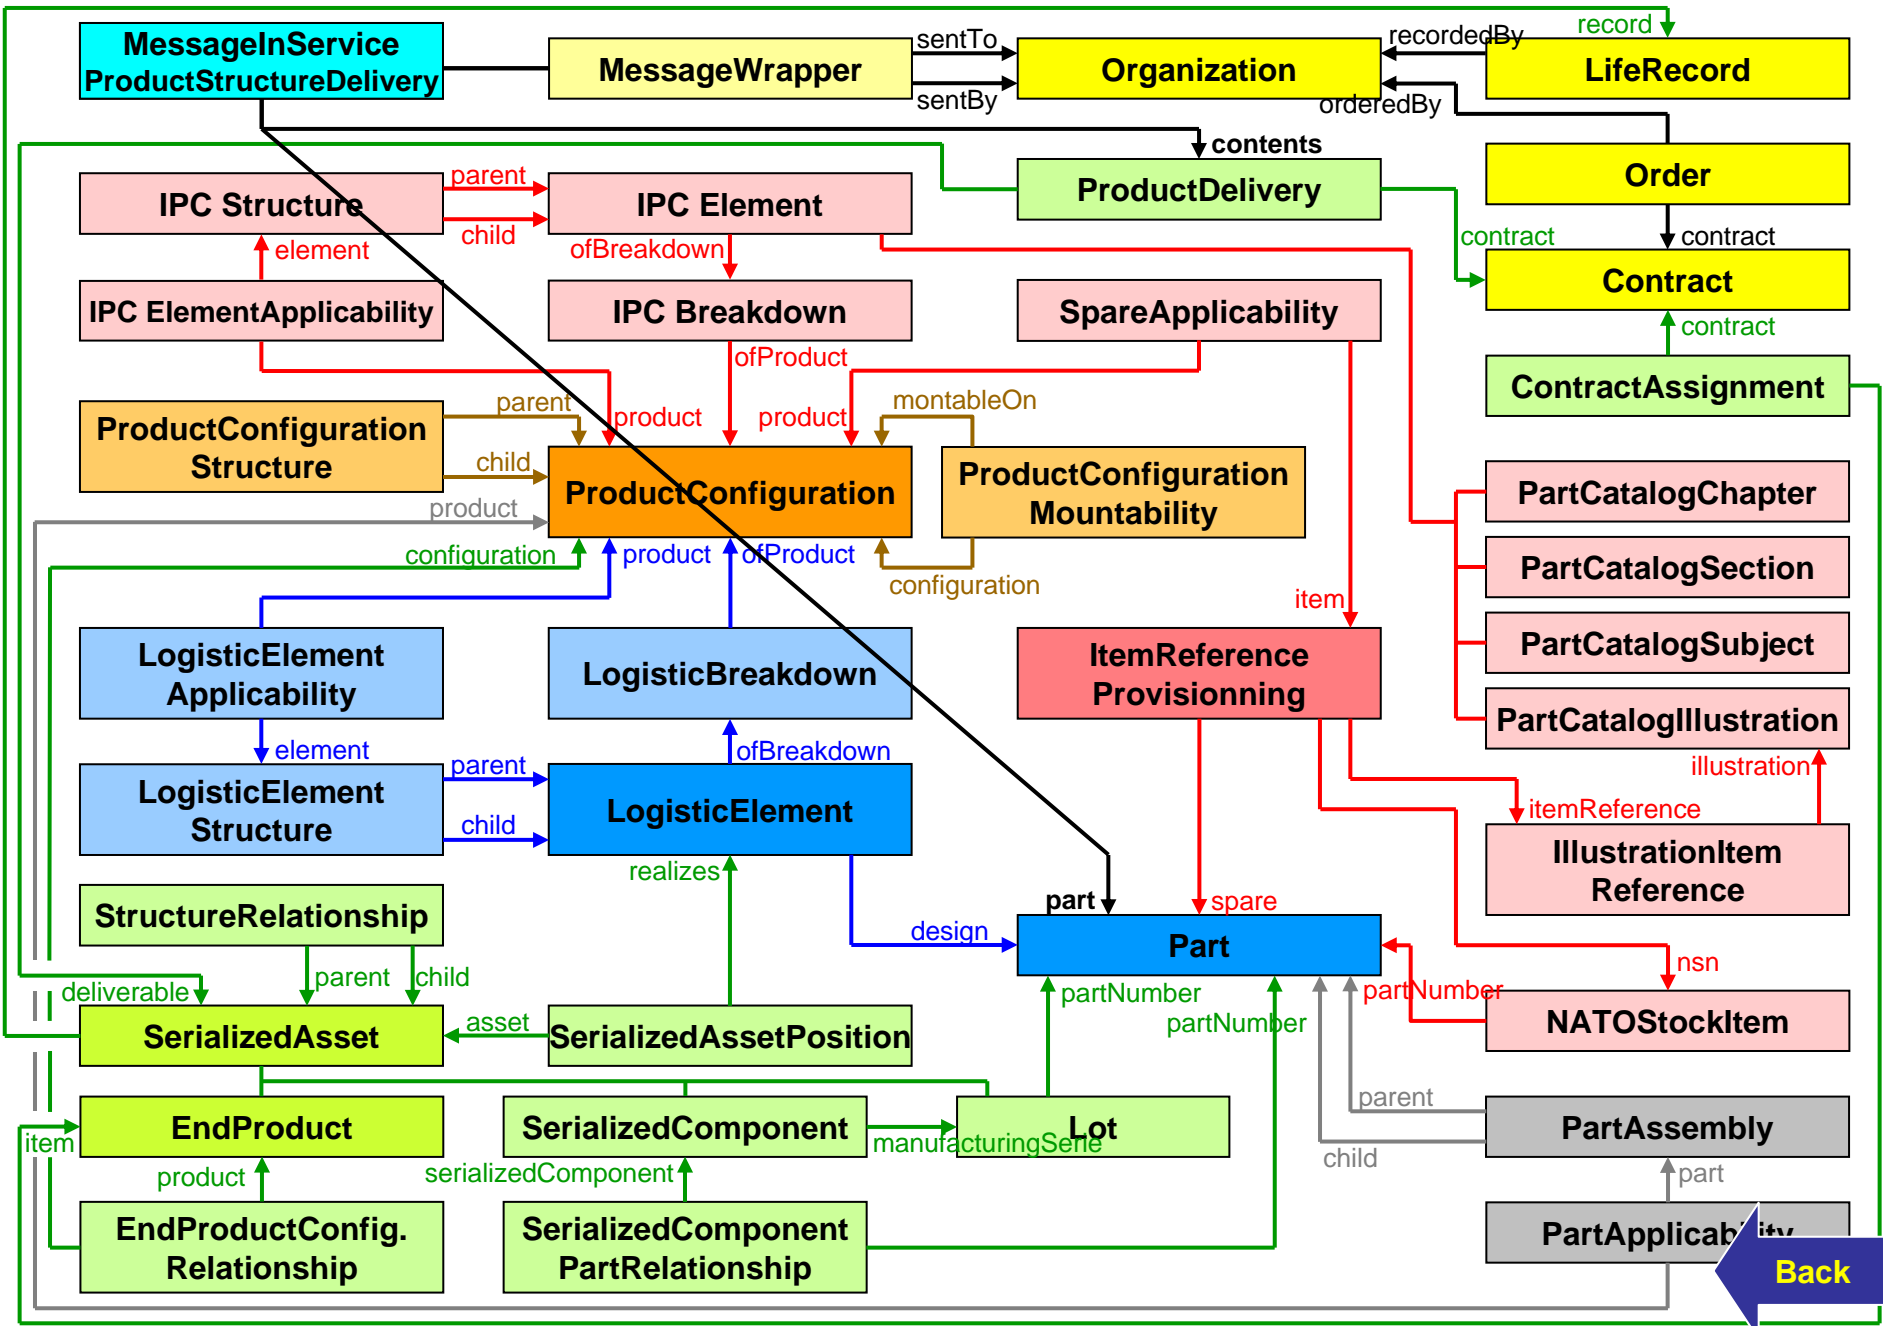 record
MessageInService
ProductStructureDelivery
MessageWrapper
sentTo
sentBy
Organization
recordedBy
orderedBy
LifeRecord
contents
ProductDelivery
Order
IPC Structure
parent
child
IPC Element
element
ofBreakdown
contract
contract
Contract
IPC ElementApplicability
IPC Breakdown
SpareApplicability
contract
ofProduct
ContractAssignment
ProductConfiguration
Structure
parent
child
product
product
montableOn
ProductConfiguration
ProductConfiguration
Mountability
PartCatalogChapter
product
configuration
product
ofProduct
configuration
PartCatalogSection
item
LogisticElement
Applicability
LogisticBreakdown
ItemReference
Provisionning
PartCatalogSubject
PartCatalogIllustration
element
ofBreakdown
illustration
LogisticElement
Structure
parent
child
LogisticElement
itemReference
IllustrationItem
Reference
realizes
StructureRelationship
part
spare
design
Part
parent
child
nsn
deliverable
partNumber
partNumber
partNumber
SerializedAsset
asset
SerializedAssetPosition
NATOStockItem
parent
EndProduct
SerializedComponent
manufacturingSerie
Lot
PartAssembly
item
child
product
serializedComponent
part
EndProductConfig.
Relationship
SerializedComponent
PartRelationship
PartApplicability
Back